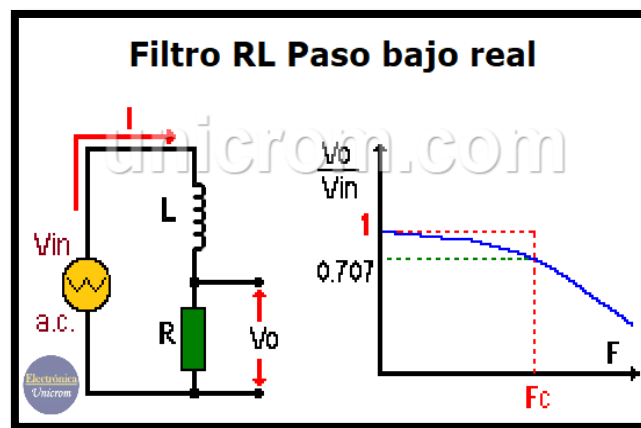 Filtro RL Paso bajo real
unicrom.com
I
L
Vin
a.c.
R
Vo
Electrónica
Unicrom
Vo
Vin
1
0.707
F
Fc